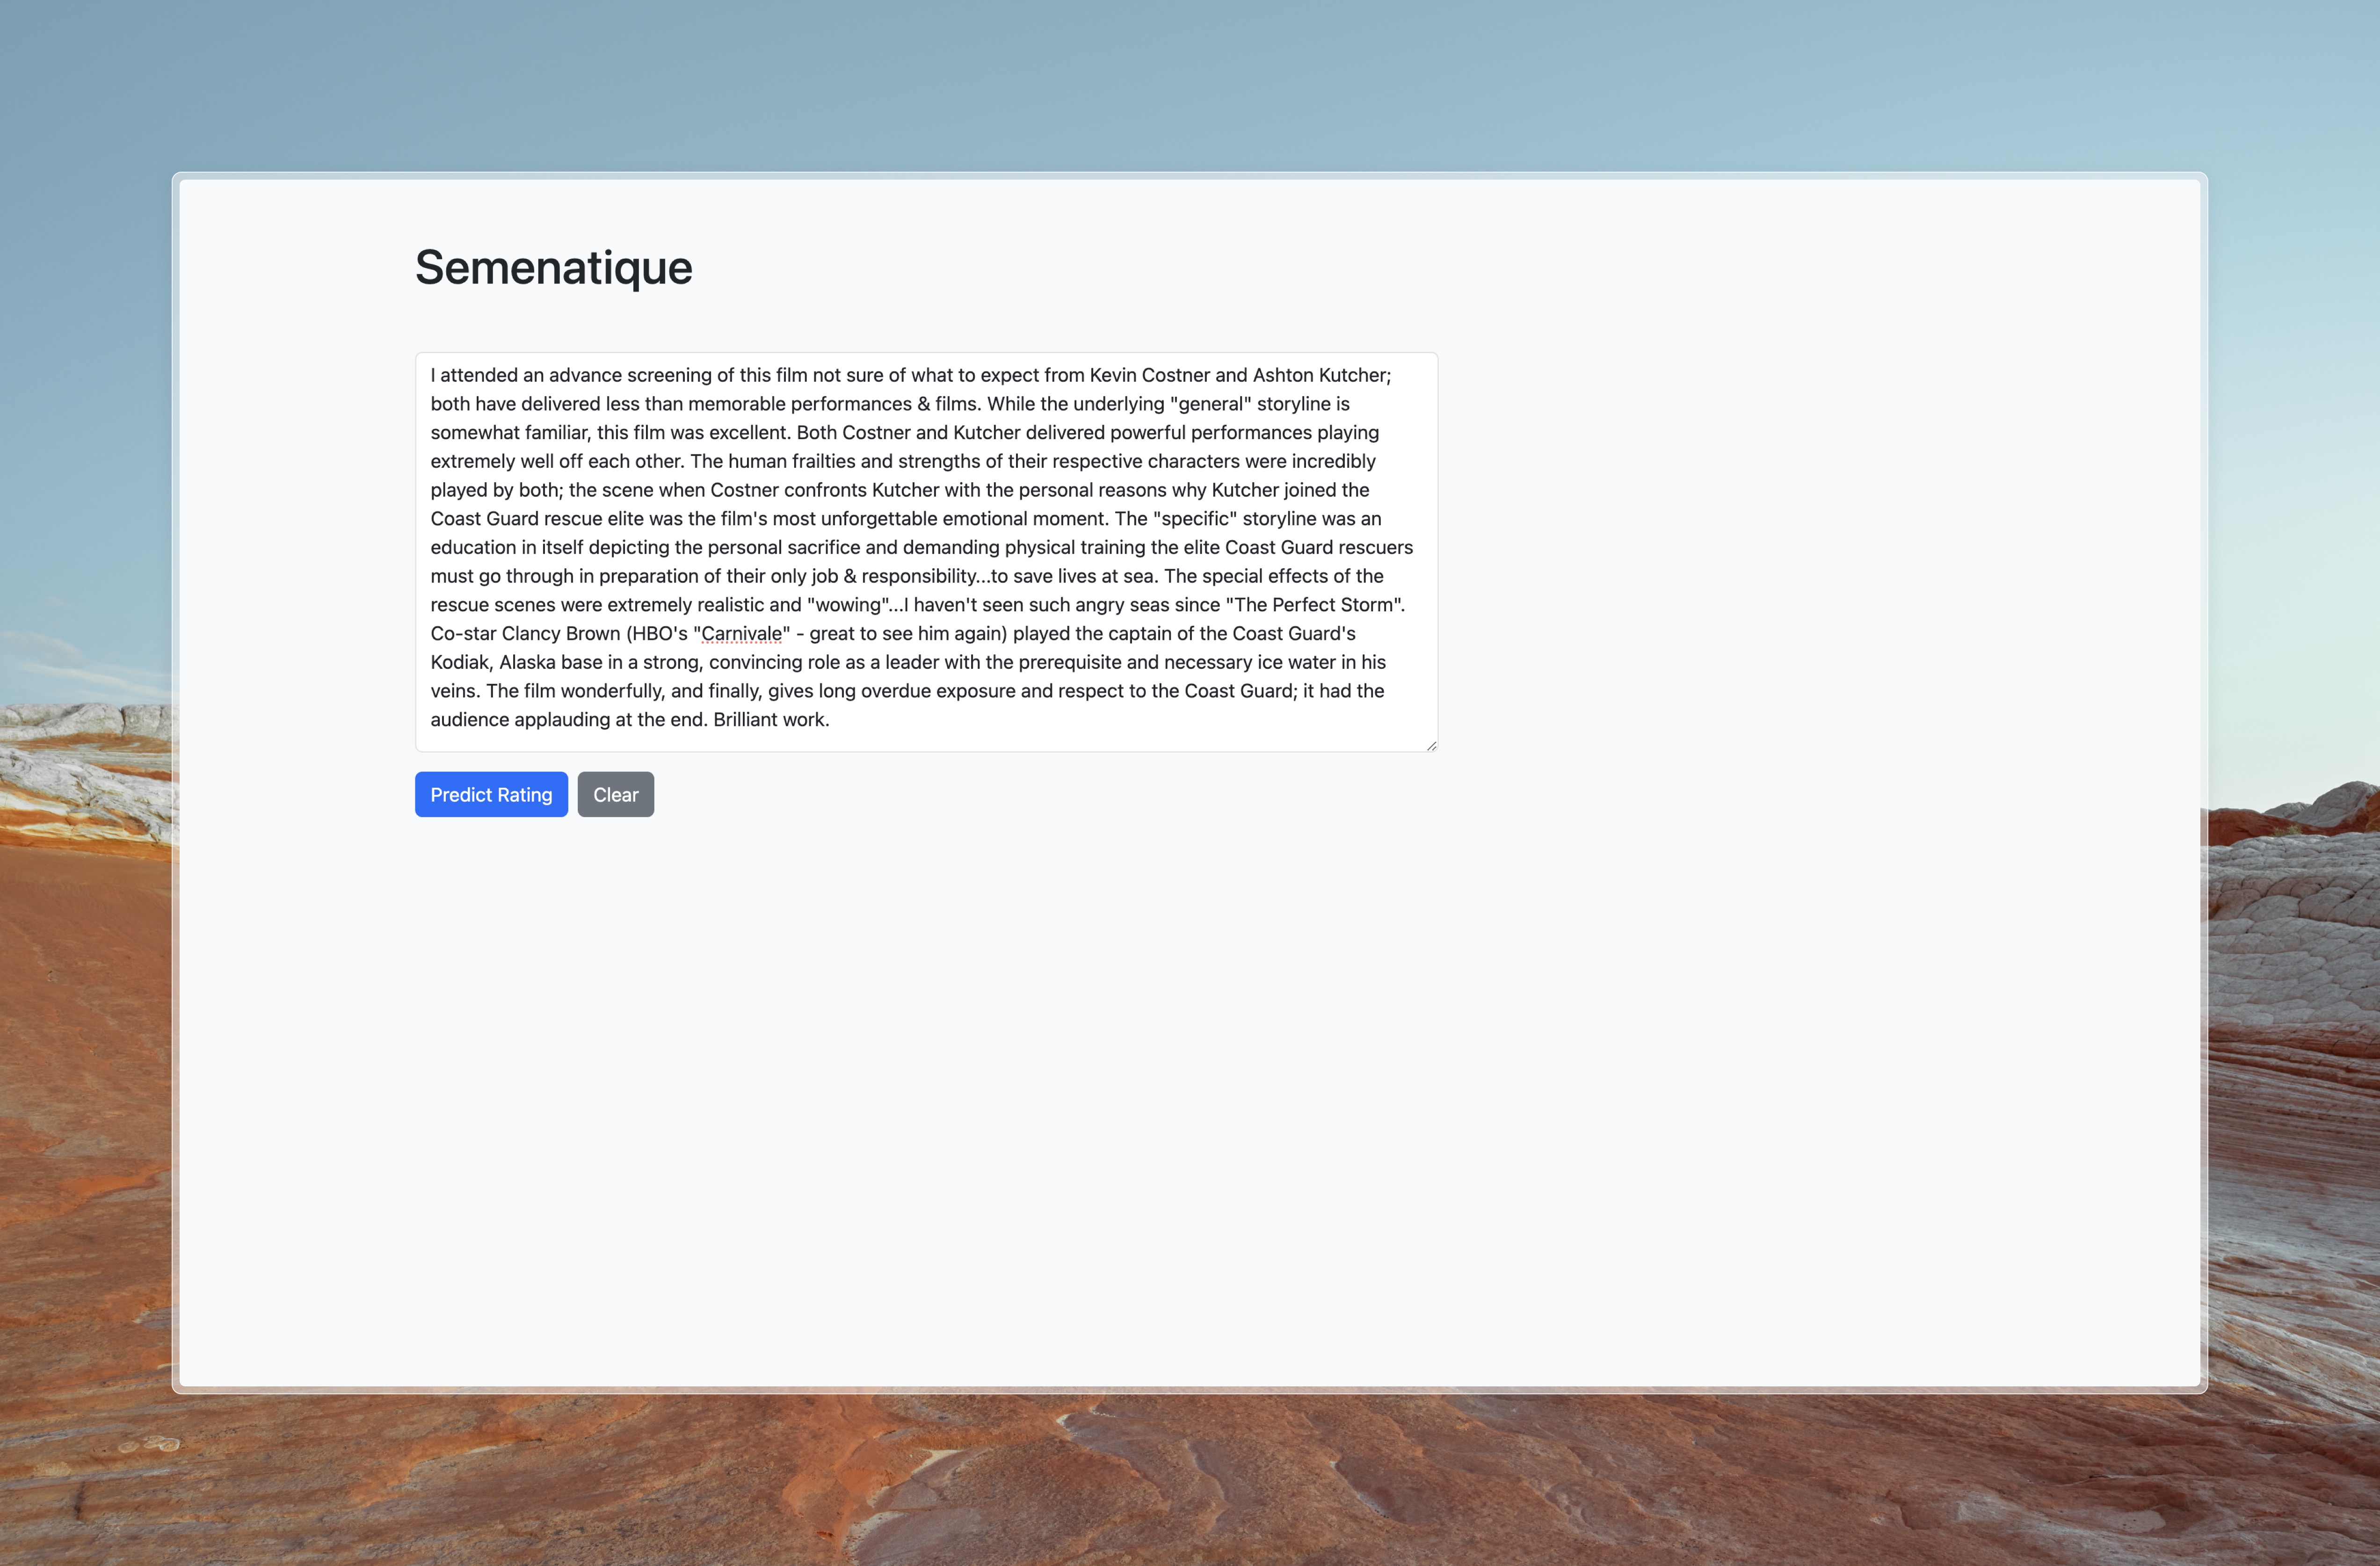 Semenatique
I attended an advance screening of this film not sure of what to expect from Kevin Costner and Ashton Kutcher;
both have delivered less than memorable performances & films. While the underlying "general" storyline is
somewhat familiar, this film was excellent. Both Costner and Kutcher delivered powerful performances playing
extremely well off each other. The human frailties and strengths of their respective characters were incredibly
played by both; the scene when Costner confronts Kutcher with the personal reasons why Kutcher joined the
Coast Guard rescue elite was the film's most unforgettable emotional moment. The "specific" storyline was an
education in itself depicting the personal sacrifice and demanding physical training the elite Coast Guard rescuers
must go through in preparation of their only job & responsibility...to save lives at sea. The special effects of the
rescue scenes were extremely realistic and "wowing"...I haven't seen such angry seas since "The Perfect Storm".
Co-star Clancy Brown (HBO's "Carnivale" - great to see him again) played the captain of the Coast Guard's
Kodiak, Alaska base in a strong, convincing role as a leader with the prerequisite and necessary ice water in his
veins. The film wonderfully, and finally, gives long overdue exposure and respect to the Coast Guard; it had the
audience applauding at the end. Brilliant work.
Predict Rating Clear